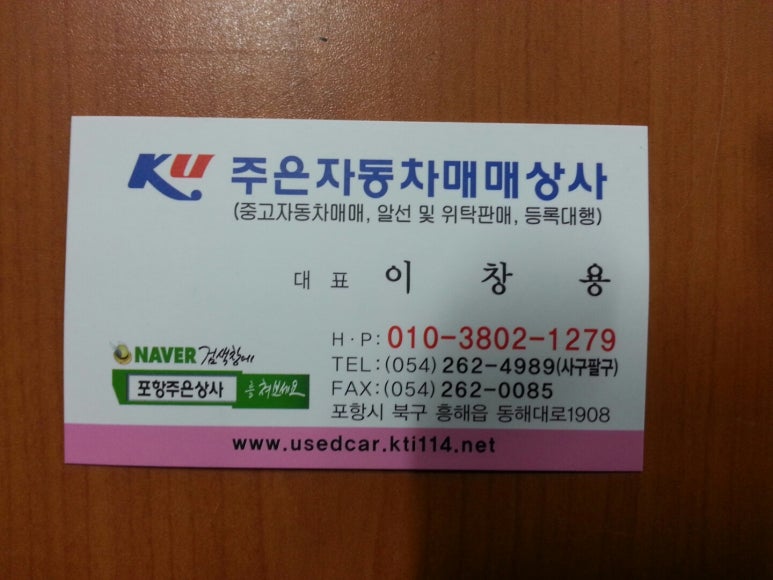 KU 주은자동차매매상사
(중고자동차매매, 알선 및 위탁판매, 등록대행)
대 표 이 창 용
H·P:010-3802-1279
TEL:(054)262-4989(사구팔구)
FAX:(054)262-0085
포항시 북구 흥해읍 동해대로1908
NAVER 검색창에
포항주은상사 를 쳐보세요
www.usedcar.kti114.net